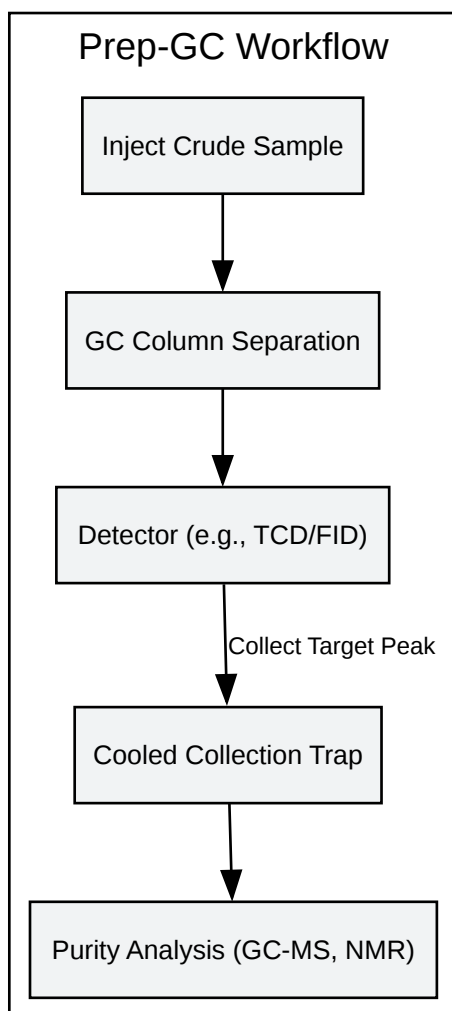 Prep-GC Workflow
Inject Crude Sample
GC Column Separation
Detector (e.g., TCD/FID)
Collect Target Peak
Cooled Collection Trap
Purity Analysis (GC-MS, NMR)